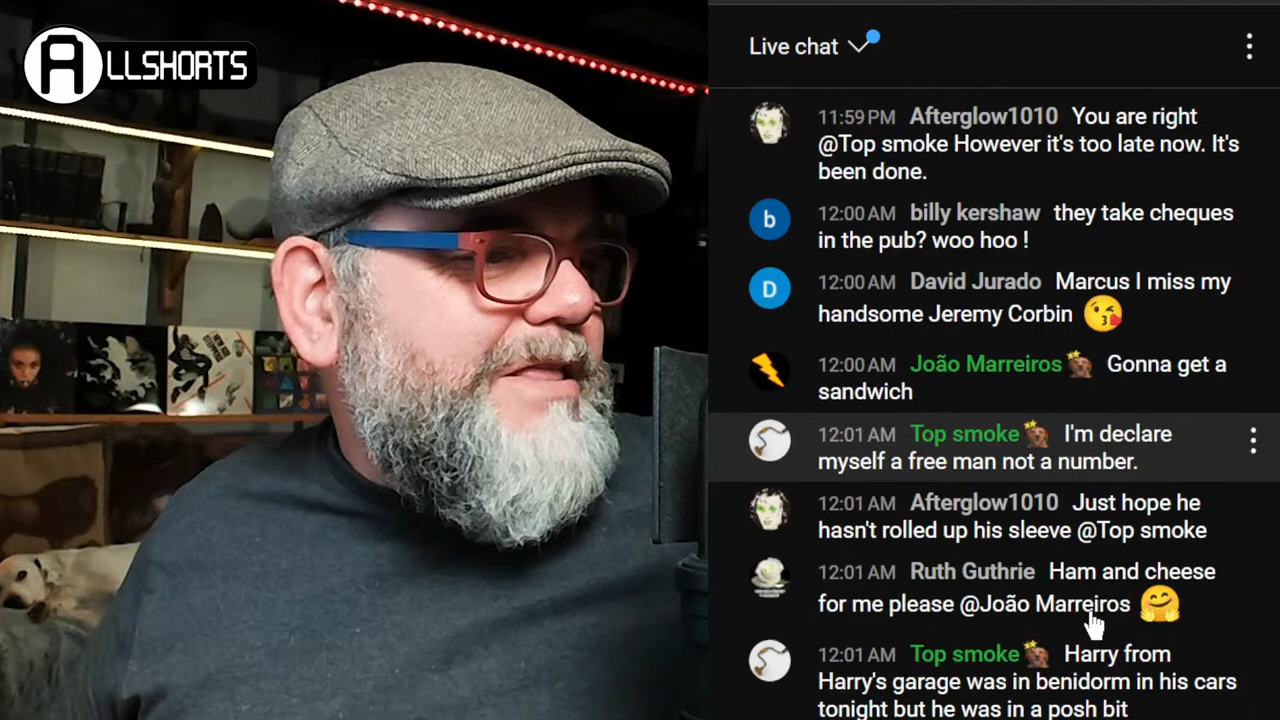 ALLSHORTS
Live chat
11:59 PM Afterglow1010 You are right
@Top smoke However it's too late now. It's
been done.
12:00 AM billy kershaw they take cheques
in the pub? woo hoo !
12:00 AM David Jurado Marcus I miss my
handsome Jeremy Corbin 😘
12:00 AM João Marreiros Gonna get a
sandwich
12:01 AM Top smoke I'm declare
myself a free man not a number.
12:01 AM Afterglow1010 Just hope he
hasn't rolled up his sleeve @Top smoke
12:01 AM Ruth Guthrie Ham and cheese
for me please @João Marreiros 🤗
12:01 AM Top smoke Harry from
Harry's garage was in benidorm in his cars
tonight but he was in a posh bit
b
D